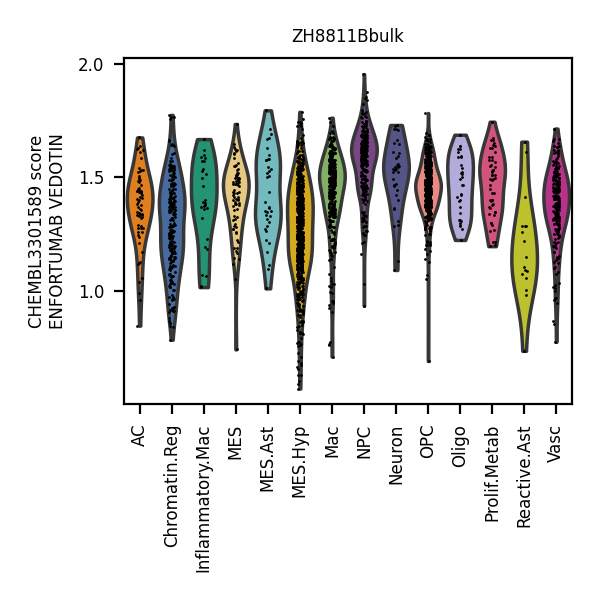 ZH8811Bbulk
CHEMBL3301589 score
ENFORTUMAB VEDOTIN
2.0
1.5
1.0
AC
Chromatin.Reg
Inflammatory.Mac
MES
MES.Ast
MES.Hyp
Mac
NPC
Neuron
OPC
Oligo
Prolif.Metab
Reactive.Ast
Vasc